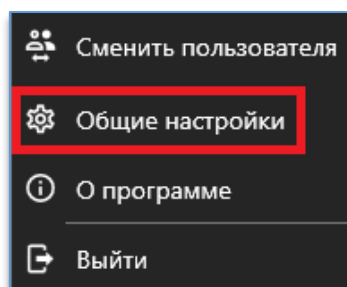 Сменить пользователя
Общие настройки
О программе
Выйти